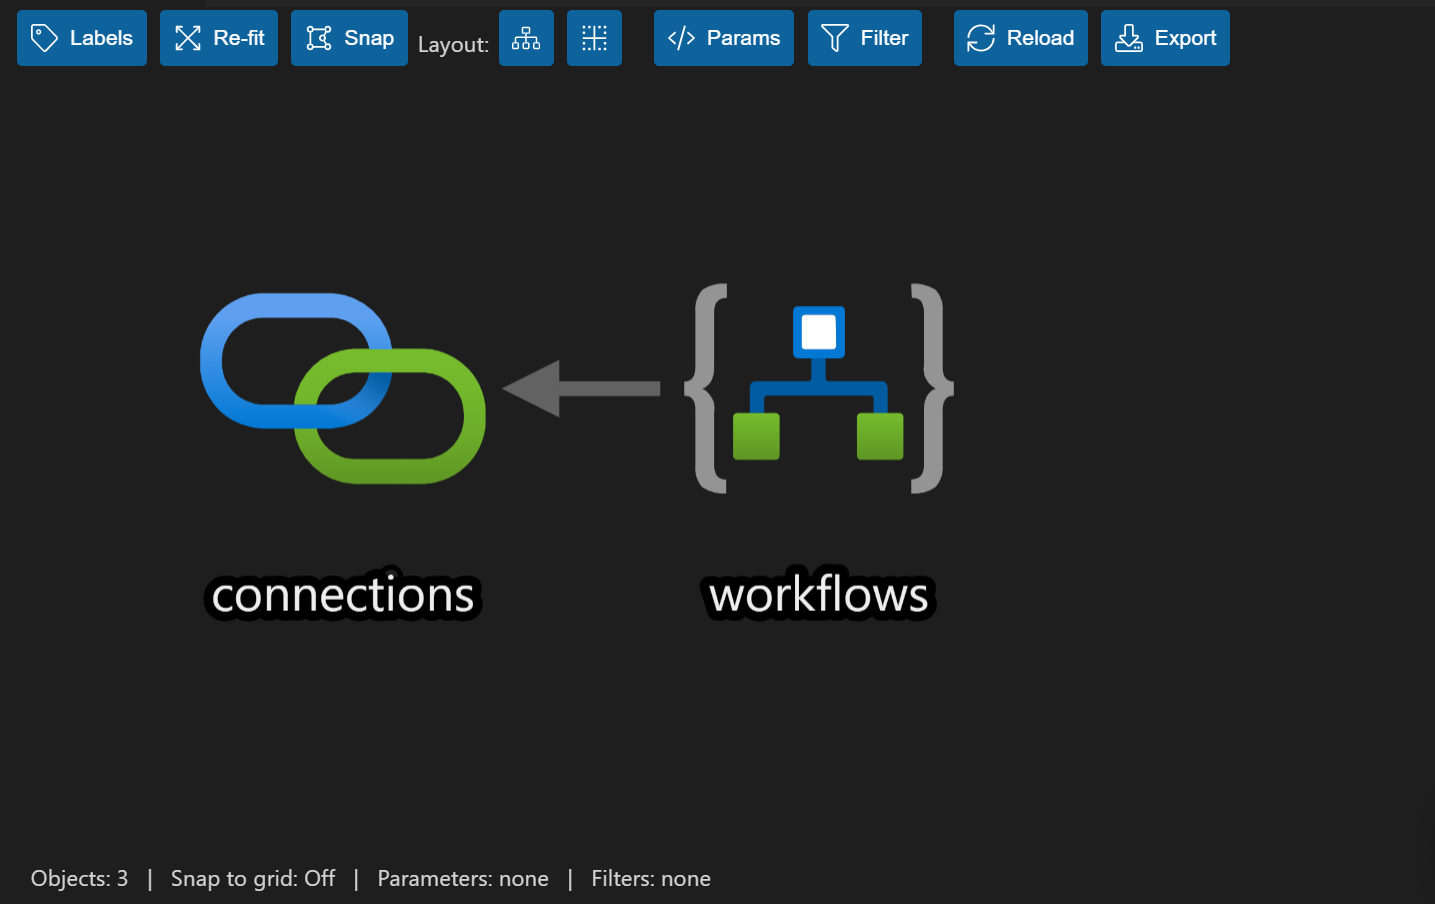 Labels Re-fit Snap Layout: </> Params Filter Reload Export
connections workflows
Objects: 3 | Snap to grid: Off | Parameters: none | Filters: none